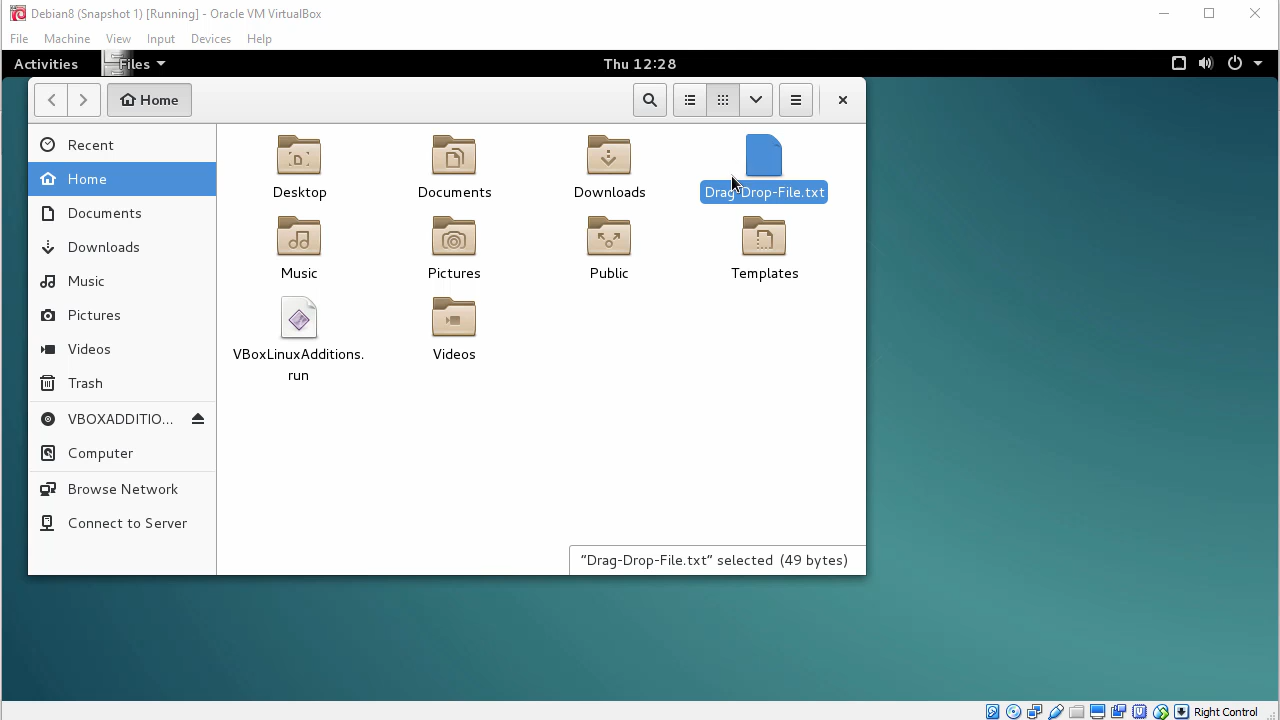 Debian8 (Snapshot 1) [Running] - Oracle VM VirtualBox
File Machine View Input Devices Help
Activities Files Thu 12:28
Home
Recent
Home
Documents
Downloads
Music
Pictures
Videos
Trash
VBOXADDITIO...
Computer
Browse Network
Connect to Server
Desktop Documents Downloads Drag-Drop-File.txt
Music Pictures Public Templates
VBoxLinuxAdditions.
run
Videos
“Drag-Drop-File.txt” selected (49 bytes)
Right Control